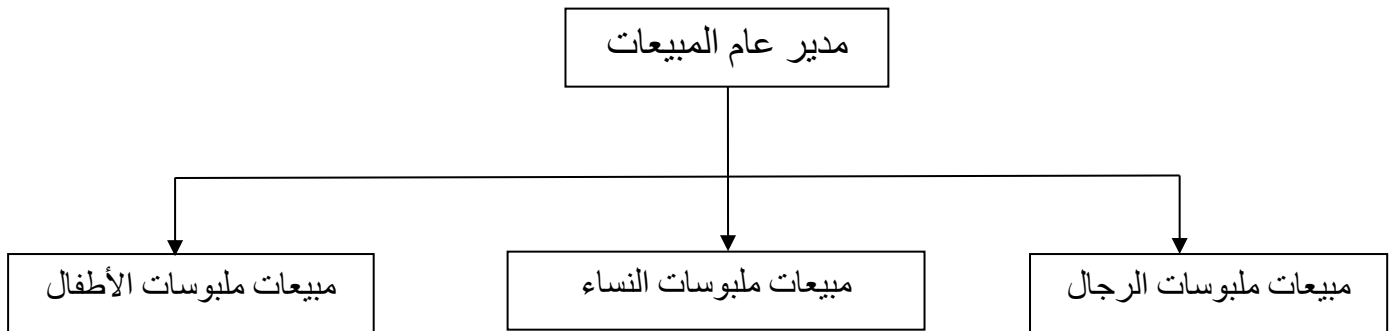 مدير عام المبيعات
مبيعات ملبوسات الرجال
مبيعات ملبوسات النساء
مبيعات ملبوسات الأطفال